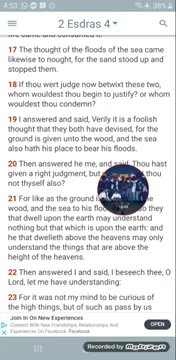 4:53
2 Esdras 4
fire came and consumed it.
17 The thought of the floods of the sea came
likewise to nought, for the sand stood up and
stopped them.
18 If thou wert judge now betwixt these two,
whom wouldest thou begin to justify? or whom
wouldest thou condemn?
19 I answered and said, Verily it is a foolish
thought that they both have devised, for the
ground is given unto the wood, and the sea
also hath his place to bear his floods.
20 Then answered he me, and said, Thou hast
given a right judgment, but thou
not thyself also?
21 For like as the ground i the
wood, and the sea to his flo so they
that dwell upon the earth may understand
nothing but that which is upon the earth: and
he that dwelleth above the heavens may only
understand the things that are above the
height of the heavens.
22 Then answered I and said, I beseech thee, O
Lord, let me have understanding:
23 For it was not my mind to be curious of
the high things, but of such as pass by us
Join In On New Experiences
Connect With New Friendships, Relationships And
Experiences On Facebook. Facebook
OPEN
Recorded by